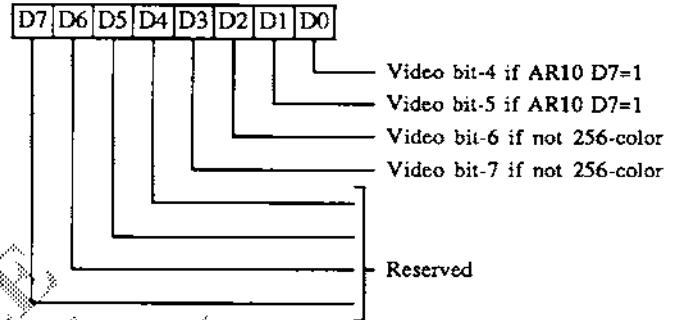 D7 D6 D5 D4 D3 D2 D1 D0
Video bit-4 if AR10 D7=1
Video bit-5 if AR10 D7=1
Video bit-6 if not 256-color
Video bit-7 if not 256-color
Reserved